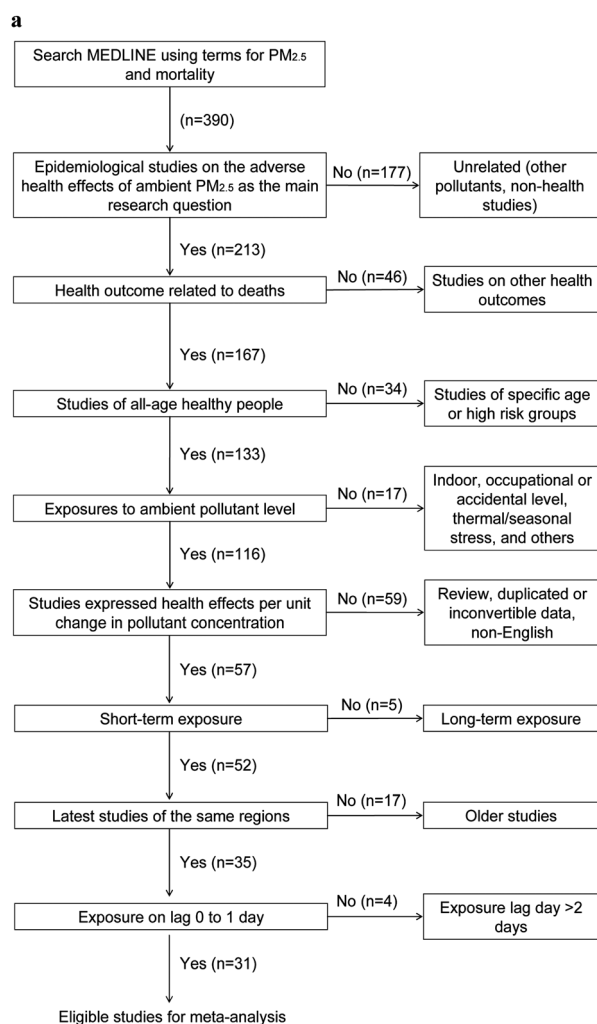 a
Search MEDLINE using terms for PM2.5
and mortality
(n=390)
Epidemiological studies on the adverse
health effects of ambient PM2.5 as the main
research question
No (n=177)
Unrelated (other
pollutants, non-health
studies)
Yes (n=213)
Health outcome related to deaths
No (n=46)
Studies on other health
outcomes
Yes (n=167)
Studies of all-age healthy people
No (n=34)
Studies of specific age
or high risk groups
Yes (n=133)
Exposures to ambient pollutant level
No (n=17)
Indoor, occupational or
accidental level,
thermal/seasonal
stress, and others
Yes (n=116)
Studies expressed health effects per unit
change in pollutant concentration
No (n=59)
Review, duplicated or
inconvertible data,
non-English
Yes (n=57)
Short-term exposure
No (n=5)
Long-term exposure
Yes (n=52)
Latest studies of the same regions
No (n=17)
Older studies
Yes (n=35)
Exposure on lag 0 to 1 day
No (n=4)
Exposure lag day >2
days
Yes (n=31)
Eligible studies for meta-analysis